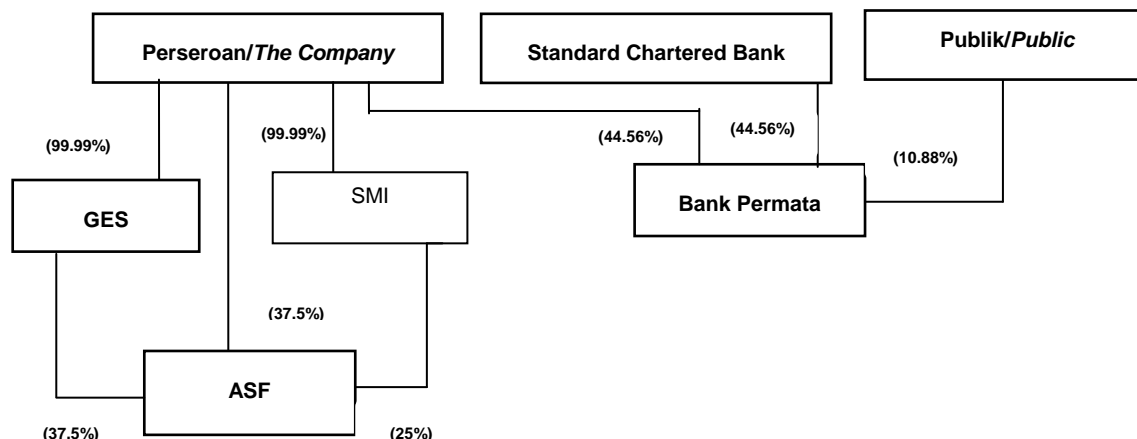 Perseroan/The Company
Standard Chartered Bank
Publik/Public
(99.99%)
(99.99%)
(44.56%)
(44.56%)
(10.88%)
GES
SMI
Bank Permata
(37.5%)
ASF
(37.5%)
(25%)